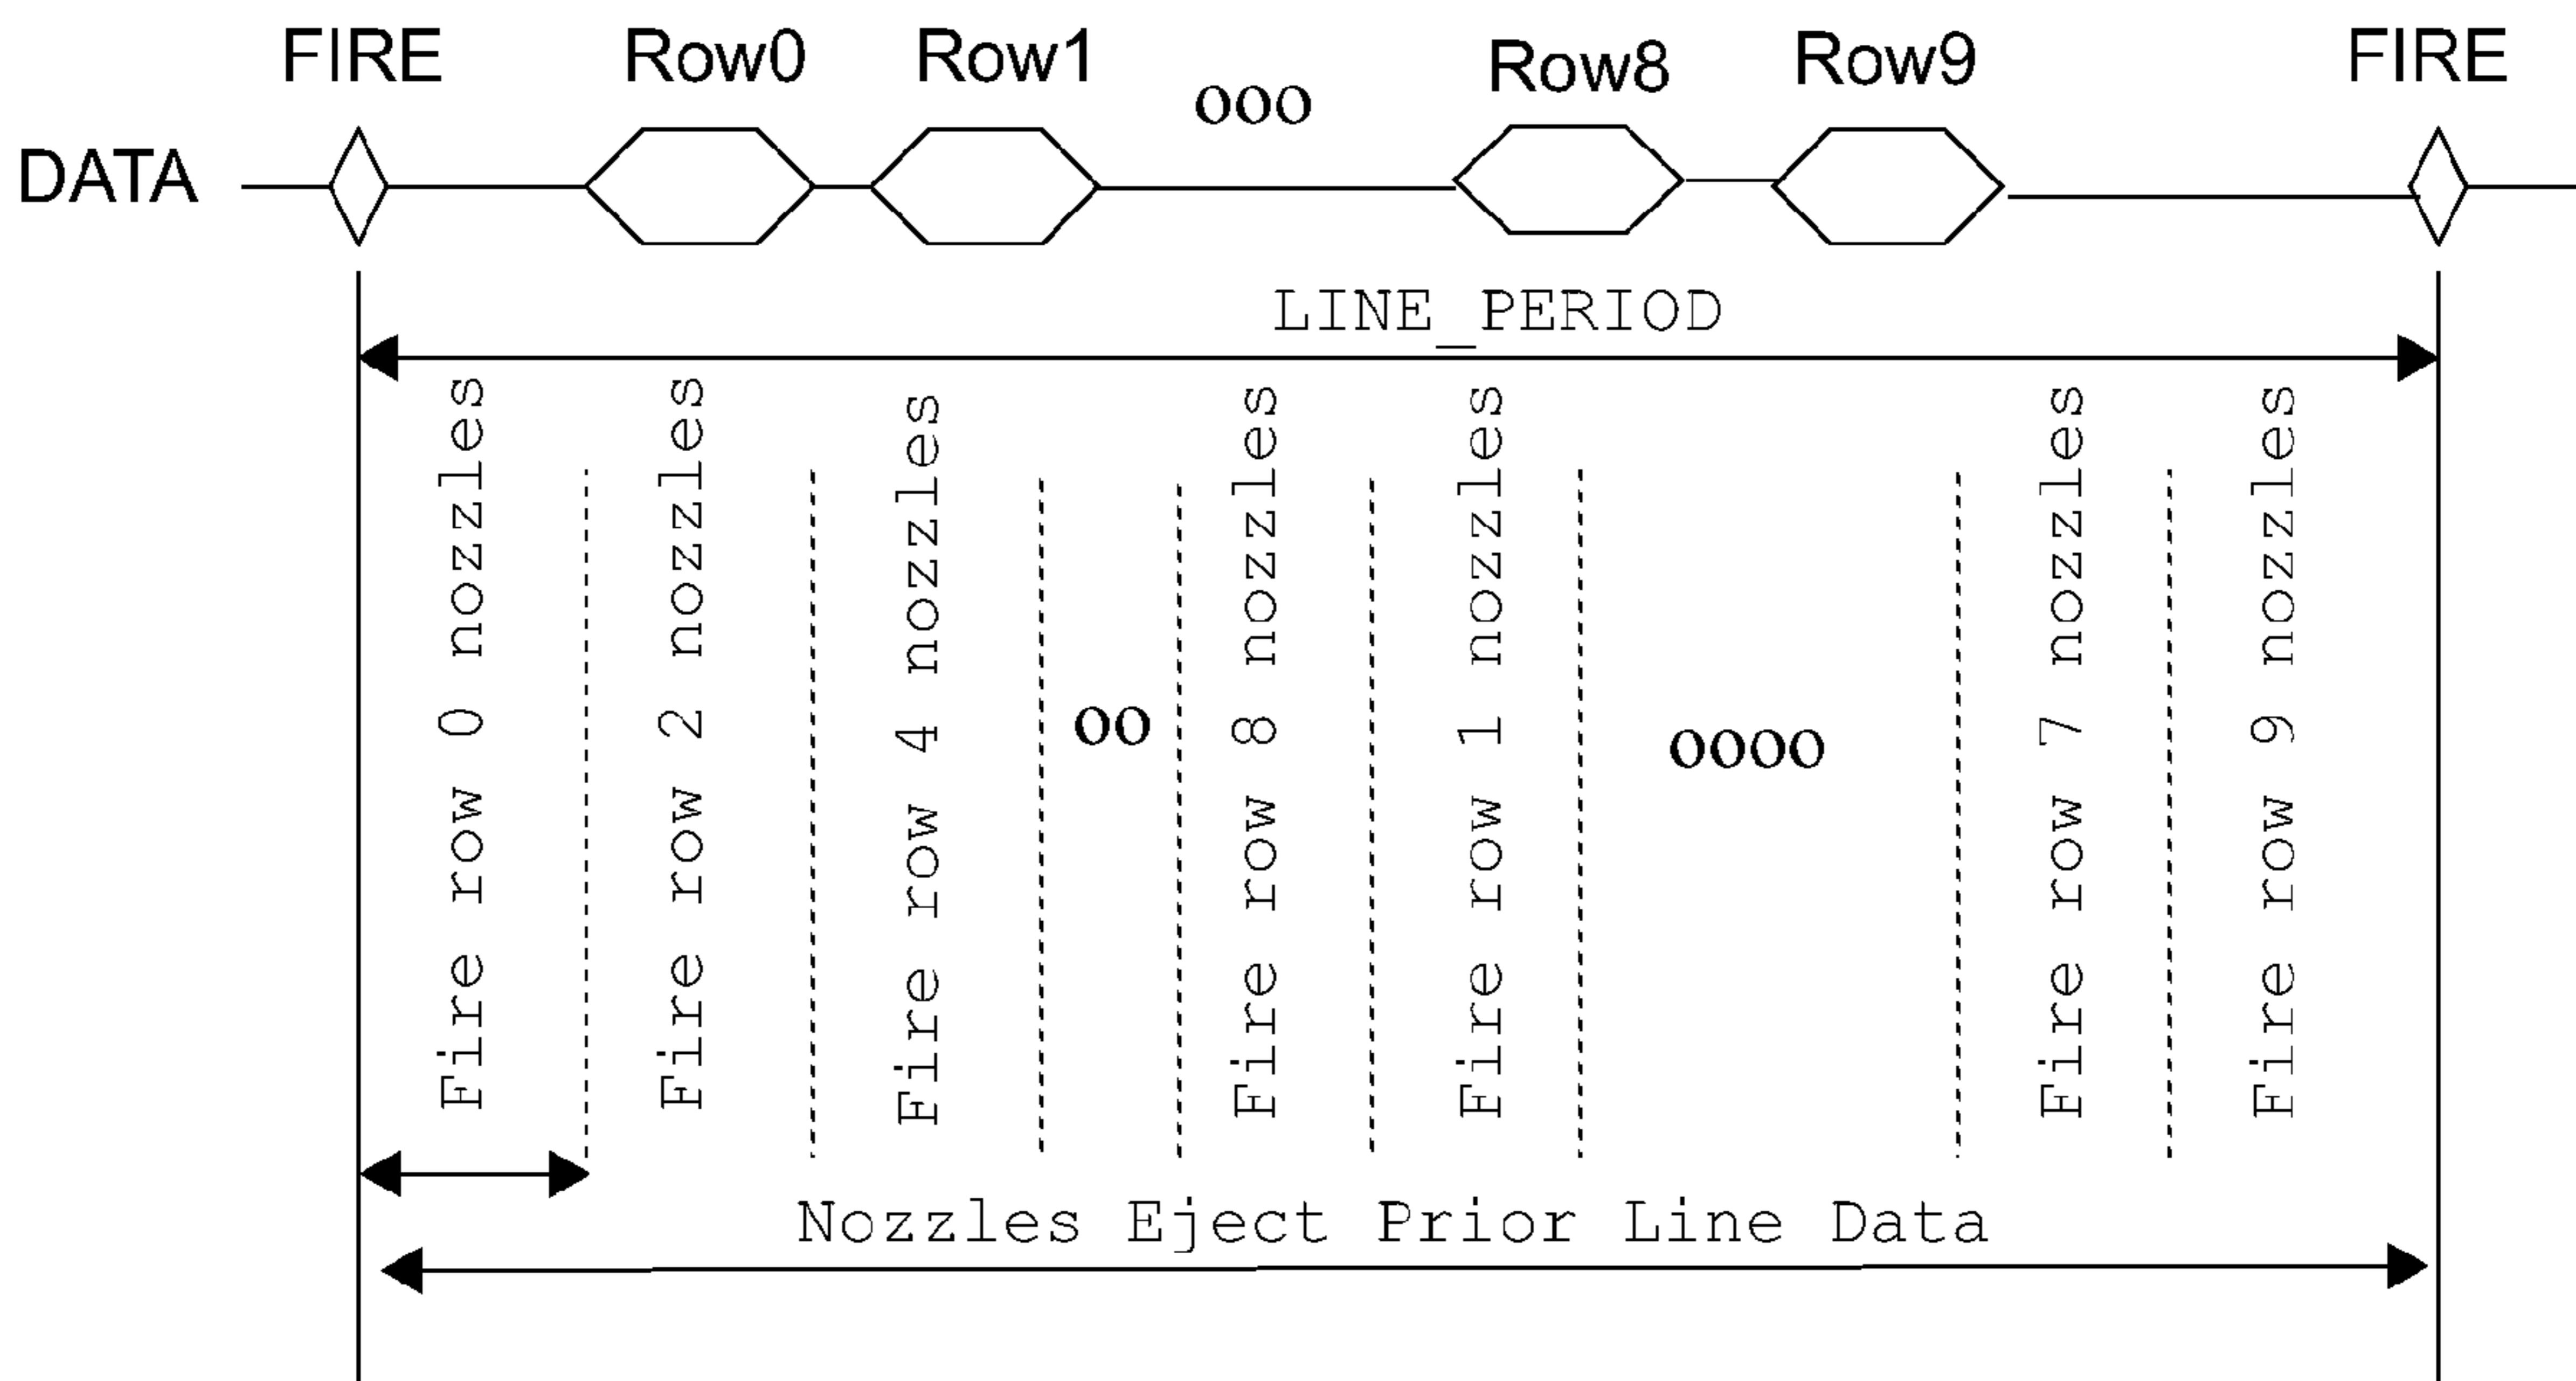 FIRE Row0 Row1 ooo Row8 Row9 FIRE
DATA
LINE_PERIOD
Fire row 0 nozzles
Fire row 2 nozzles
Fire row 4 nozzles
oo
Fire row 8 nozzles
Fire row 1 nozzles
oooo
Fire row 7 nozzles
Fire row 9 nozzles
Nozzles Eject Prior Line Data